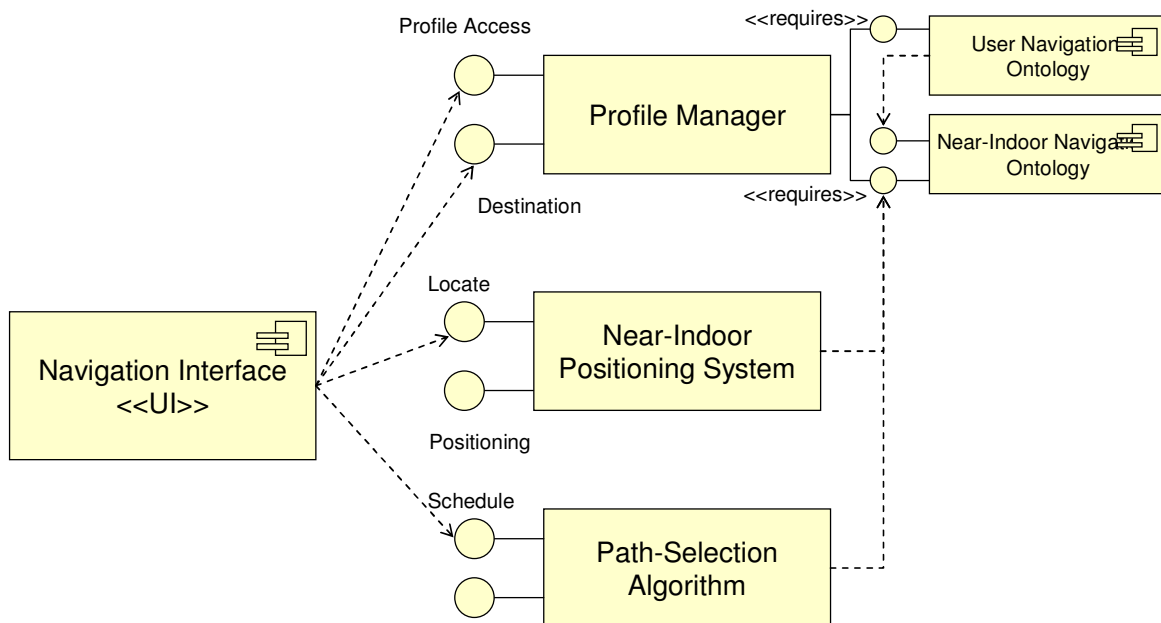 Profile Access
<<requires>>
User Navigation
Ontology
Profile Manager
Near-Indoor
Ontology
<<requires>>
Destination
Locate
Near-Indoor
Positioning System
Navigation Interface
<<UI>>
Positioning
Schedule
Path-Selection
Algorithm